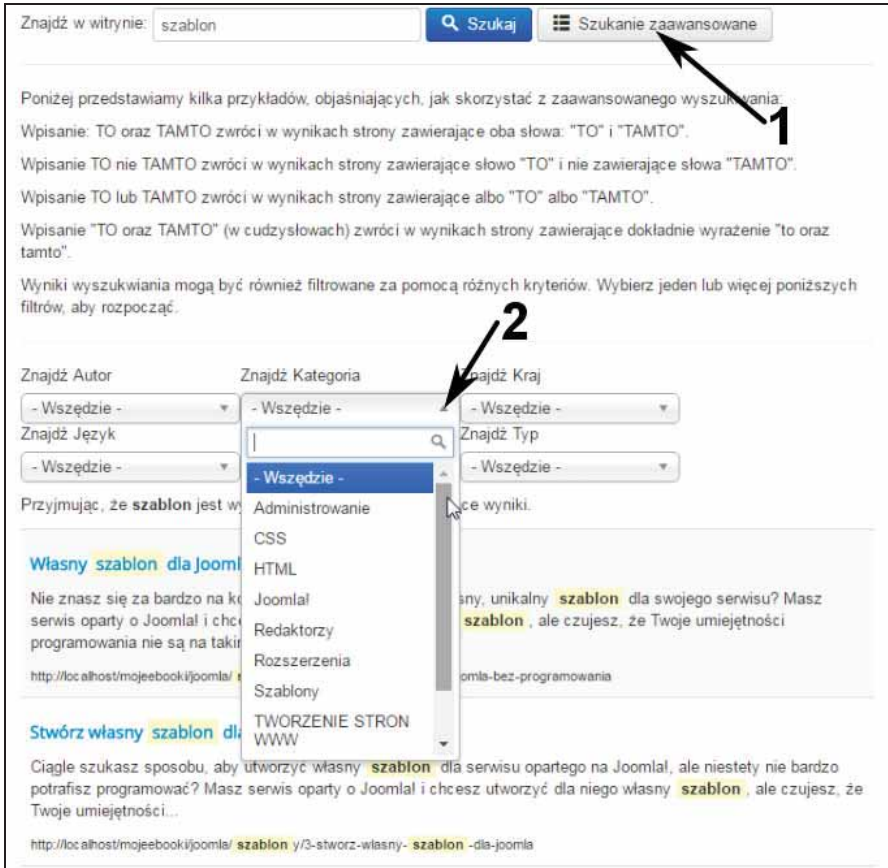 Znajdź w witrynie: szablon Szukaj Szukanie zaawansowane
1
Poniżej przedstawiamy kilka przykładów, objaśniających, jak skorzystać z zaawansowanego wyszukiwania:
Wpisanie: TO oraz TAMTO zwróci w wynikach strony zawierające oba słowa: "TO" i "TAMTO".
Wpisanie TO nie TAMTO zwróci w wynikach strony zawierające słowo "TO" i nie zawierające słowa "TAMTO".
Wpisanie TO lub TAMTO zwróci w wynikach strony zawierające albo "TO" albo "TAMTO".
Wpisanie "TO oraz TAMTO" (w cudzysłowach) zwróci w wynikach strony zawierające dokładnie wyrażenie "to oraz
tamto".
Wyniki wyszukwiania mogą być również filtrowane za pomocą różnych kryteriów. Wybierz jeden lub więcej poniższych
filtrów, aby rozpocząć.
2
Znajdź Autor Znajdź Kategoria Znajdź Kraj
- Wszędzie - - Wszędzie - - Wszędzie -
Znajdź Język Znajdź Typ
- Wszędzie - - Wszędzie -
- Wszędzie -
Administrowanie
CSS
HTML
Joomla!
Redaktorzy
Rozszerzenia
Szablony
TWORZENIE STRON
WWW
Przyjmując, że szablon jest ce wyniki.
Własny szablon dla
Nie znasz się za bardzo na unikalny szablon dla swojego serwisu? Masz
serwis oparty o Joomla! i szablon , ale czujesz, że Twoje umiejętności
programowania nie są na
http://localhost/mojeebooki/joomla/ omla-bez-programowania
Stwórz własny szablon
Ciągle szukasz sposobu, aby utworzyć własny szablon dla serwisu opartego na Joomla!, ale niestety nie bardzo
potrafisz programować? Masz serwis oparty o Joomla! i chcesz utworzyć dla niego własny szablon , ale czujesz, że
Twoje umiejętności...
http://localhost/mojeebooki/joomla/ szablon y/3-stworz-wlasny- szablon -dla-joomla